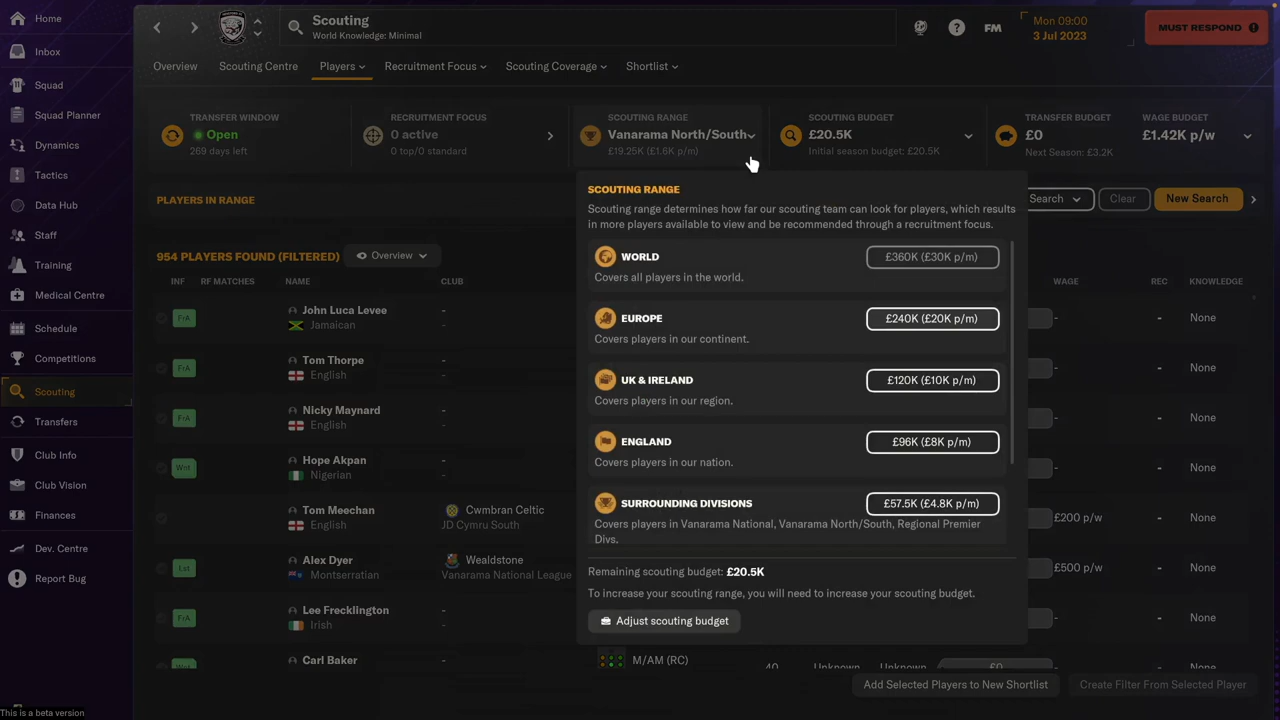 Home
Inbox
Squad
Squad Planner
Dynamics
Tactics
Data Hub
Staff
Training
Medical Centre
Schedule
Competitions
Scouting
Transfers
Club Info
Club Vision
Finances
Dev. Centre
Report Bug
This is a beta version
Scouting
World Knowledge: Minimal
FM
Mon 09:00
3 Jul 2023
MUST RESPOND
Overview
Scouting Centre
Players
Recruitment Focus
Scouting Coverage
Shortlist
TRANSFER WINDOW
Open
269 days left
RECRUITMENT FOCUS
0 active
0 top/0 standard
SCOUTING RANGE
Vanarama North/South
£19.25K (£1.6K p/m)
SCOUTING BUDGET
£20.5K
Initial season budget: £20.5K
TRANSFER BUDGET
£0
Next Season: £3.2K
WAGE BUDGET
£1.42K p/w
PLAYERS IN RANGE
Search
Clear
New Search
954 PLAYERS FOUND (FILTERED)
Overview
INF RF MATCHES NAME CLUB WAGE REC KNOWLEDGE
FrA John Luca Levee - - - None
Jamaican -
FrA Tom Thorpe - - - None
English -
FrA Nicky Maynard - - - None
English -
Wnt Hope Akpan - - - None
Nigerian -
Tom Meechan Cwmbran Celtic £200 p/w - None
English JD Cymru South
Lat Alex Dyer Wealdstone £500 p/w - None
Montserratian Vanarama National League
FrA Lee Frecklington - - - None
Irish -
Wnt Carl Baker M/AM (RC) 40 Unknown Unknown £0
SCOUTING RANGE
Scouting range determines how far our scouting team can look for players, which results
in more players available to view and be recommended through a recruitment focus.
WORLD £360K (£30K p/m)
Covers all players in the world.
EUROPE £240K (£20K p/m)
Covers players in our continent.
UK & IRELAND £120K (£10K p/m)
Covers players in our region.
ENGLAND £96K (£8K p/m)
Covers players in our nation.
SURROUNDING DIVISIONS £57.5K (£4.8K p/m)
Covers players in Vanarama National, Vanarama North/South, Regional Premier
Divs.
Remaining scouting budget: £20.5K
To increase your scouting range, you will need to increase your scouting budget.
Adjust scouting budget
Add Selected Players to New Shortlist
Create Filter From Selected Player